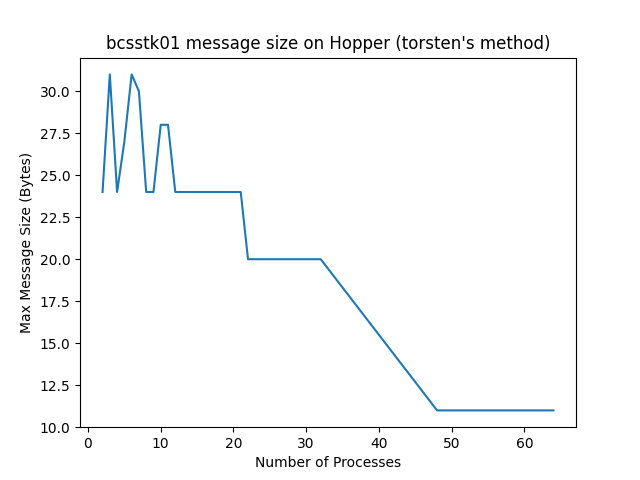 bcsstk01 message size on Hopper (torsten's method)
Max Message Size (Bytes)
30.0
27.5
25.0
22.5
20.0
17.5
15.0
12.5
10.0
0 10 20 30 40 50 60
Number of Processes